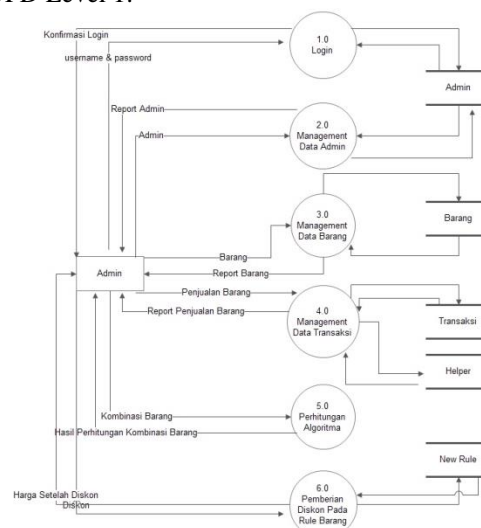 Konfirmasi Login
username & password
1.0
Login
Admin
Report Admin
Admin
2.0
Management
Data Admin
3.0
Management
Data Barang
Barang
Barang
Report Barang
Admin
Penjualan Barang
Report Penjualan Barang
4.0
Management
Data Transaksi
Transaksi
Helper
Kombinasi Barang
Hasil Perhitungan Kombinasi Barang
5.0
Perhitungan
Algoritma
New Rule
Harga Setelah Diskon
Diskon
6.0
Pemberian
Diskon Pada
Rule Barang